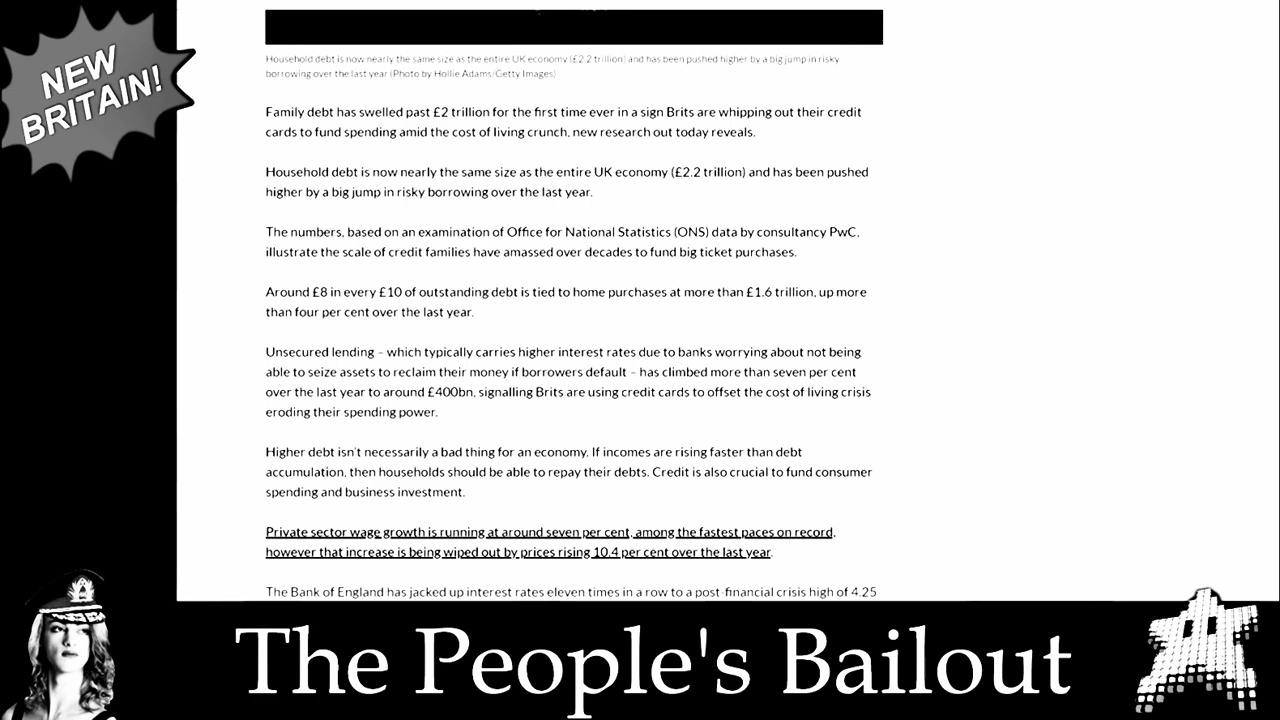 NEW
BRITAIN!
Household debt is now nearly the same size as the entire UK economy (£2.2 trillion) and has been pushed higher by a big jump in risky
borrowing over the last year (Photo by Hollie Adams/Getty Images)
Family debt has swelled past £2 trillion for the first time ever in a sign Brits are whipping out their credit
cards to fund spending amid the cost of living crunch, new research out today reveals.
Household debt is now nearly the same size as the entire UK economy (£2.2 trillion) and has been pushed
higher by a big jump in risky borrowing over the last year.
The numbers, based on an examination of Office for National Statistics (ONS) data by consultancy PwC,
illustrate the scale of credit families have amassed over decades to fund big ticket purchases.
Around £8 in every £10 of outstanding debt is tied to home purchases at more than £1.6 trillion, up more
than four per cent over the last year.
Unsecured lending – which typically carries higher interest rates due to banks worrying about not being
able to seize assets to reclaim their money if borrowers default – has climbed more than seven per cent
over the last year to around £400bn, signalling Brits are using credit cards to offset the cost of living crisis
eroding their spending power.
Higher debt isn't necessarily a bad thing for an economy. If incomes are rising faster than debt
accumulation, then households should be able to repay their debts. Credit is also crucial to fund consumer
spending and business investment.
Private sector wage growth is running at around seven per cent, among the fastest paces on record,
however that increase is being wiped out by prices rising 10.4 per cent over the last year.
The Bank of England has jacked up interest rates eleven times in a row to a post-financial crisis high of 4.25
The People's Bailout